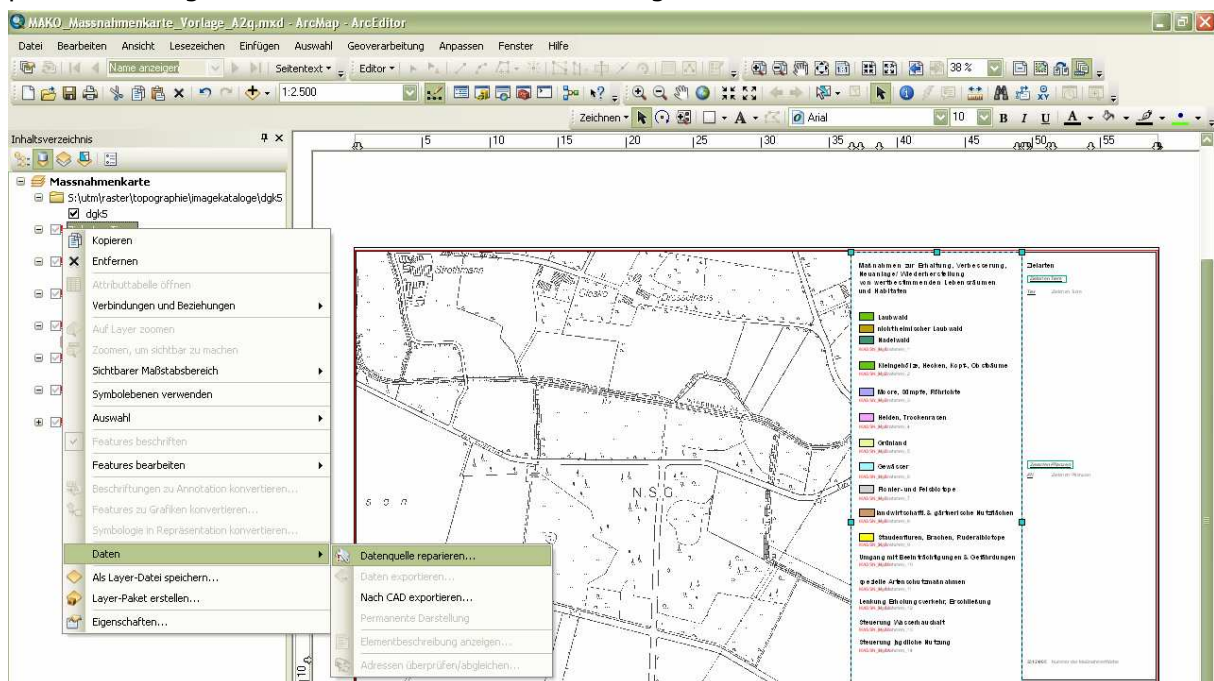 MAKO_Massnahmenkarte_Vorlage_A2q.mxd - ArcMap - ArcEditor
Datei Bearbeiten Ansicht Lesezeichen Einfügen Auswahl Geoverarbeitung Anpassen Fenster Hilfe
Name anzeigen Seitentext Editor 38 %
1:2.500
Zeichnen A Arial 10 B I U A
Inhaltsverzeichnis
5 10 15 20 25 30 35 40 45 50 55
Massnahmenkarte
S:\utm\raster\topographie\imagekataloge\dgk5
dgk5
Kopieren
Entfernen
Attributtabelle öffnen
Verbindungen und Beziehungen
Auf Layer zoomen
Zoomen, um sichtbar zu machen
Sichtbarer Maßstabsbereich
Symbolebenen verwenden
Auswahl
Features beschriften
Features bearbeiten
Beschriftungen zu Annotation konvertieren...
Features zu Grafiken konvertieren...
Symbologie in Repräsentation konvertieren...
Daten
Als Layer-Datei speichern...
Layer-Paket erstellen...
Eigenschaften...
Datenquelle reparieren...
Daten exportieren...
Nach CAD exportieren...
Permanente Darstellung
Elementbeschreibung anzeigen...
Adressen überprüfen/abgleichen...
10
Strothmann
Drosselhaus
N.S.G.
Maßnahmen zur Erhaltung, Verbesserung,
Neuanlage/ Wiederherstellung
von wertbestimmenden Lebensräumen
und Habitaten
Laubwald
nichtheimischer Laubwald
Nadelwald
Kleingehölze, Hecken, Kopf-, Obstbäume
Moore, Sümpfe, Röhrichte
Heiden, Trockenrasen
Grünland
Gewässer
Pionier- und Felsbiotope
landwirtschaftl. & gärtnerische Nutzflächen
Staudenfluren, Brachen, Ruderalbiotope
Umgang mit Beeinträchtigungen & Gefährdungen
spezielle Artenschutzmaßnahmen
Lenkung Erholungsverkehr, Erschließung
Steuerung Wasserhaushalt
Steuerung jagdliche Nutzung
Zielarten
Zielarten Tiere
Zielarten Pflanzen